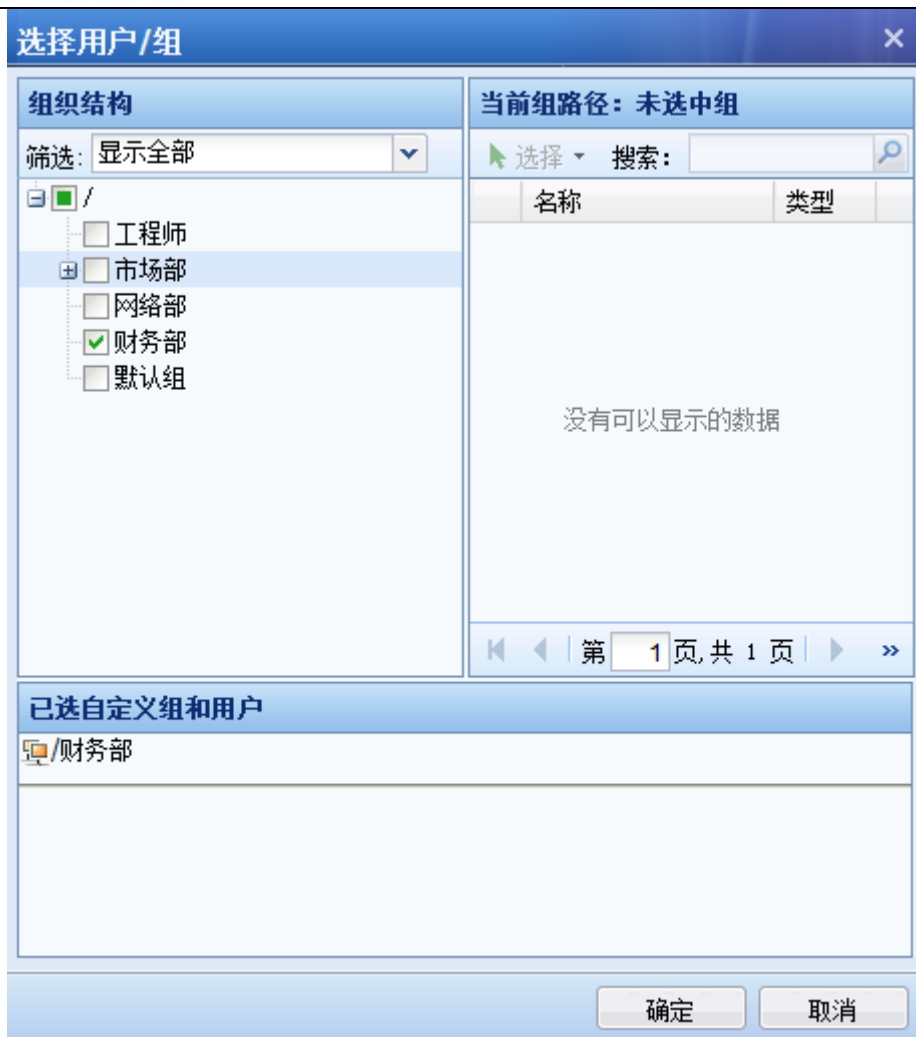 选择用户/组
组织结构
筛选: 显示全部
/
工程师
市场部
网络部
财务部
默认组
当前组路径：未选中组
选择 搜索：
名称 类型
没有可以显示的数据
第 1 页,共 1 页 »
已选自定义组和用户
/财务部
确定 取消